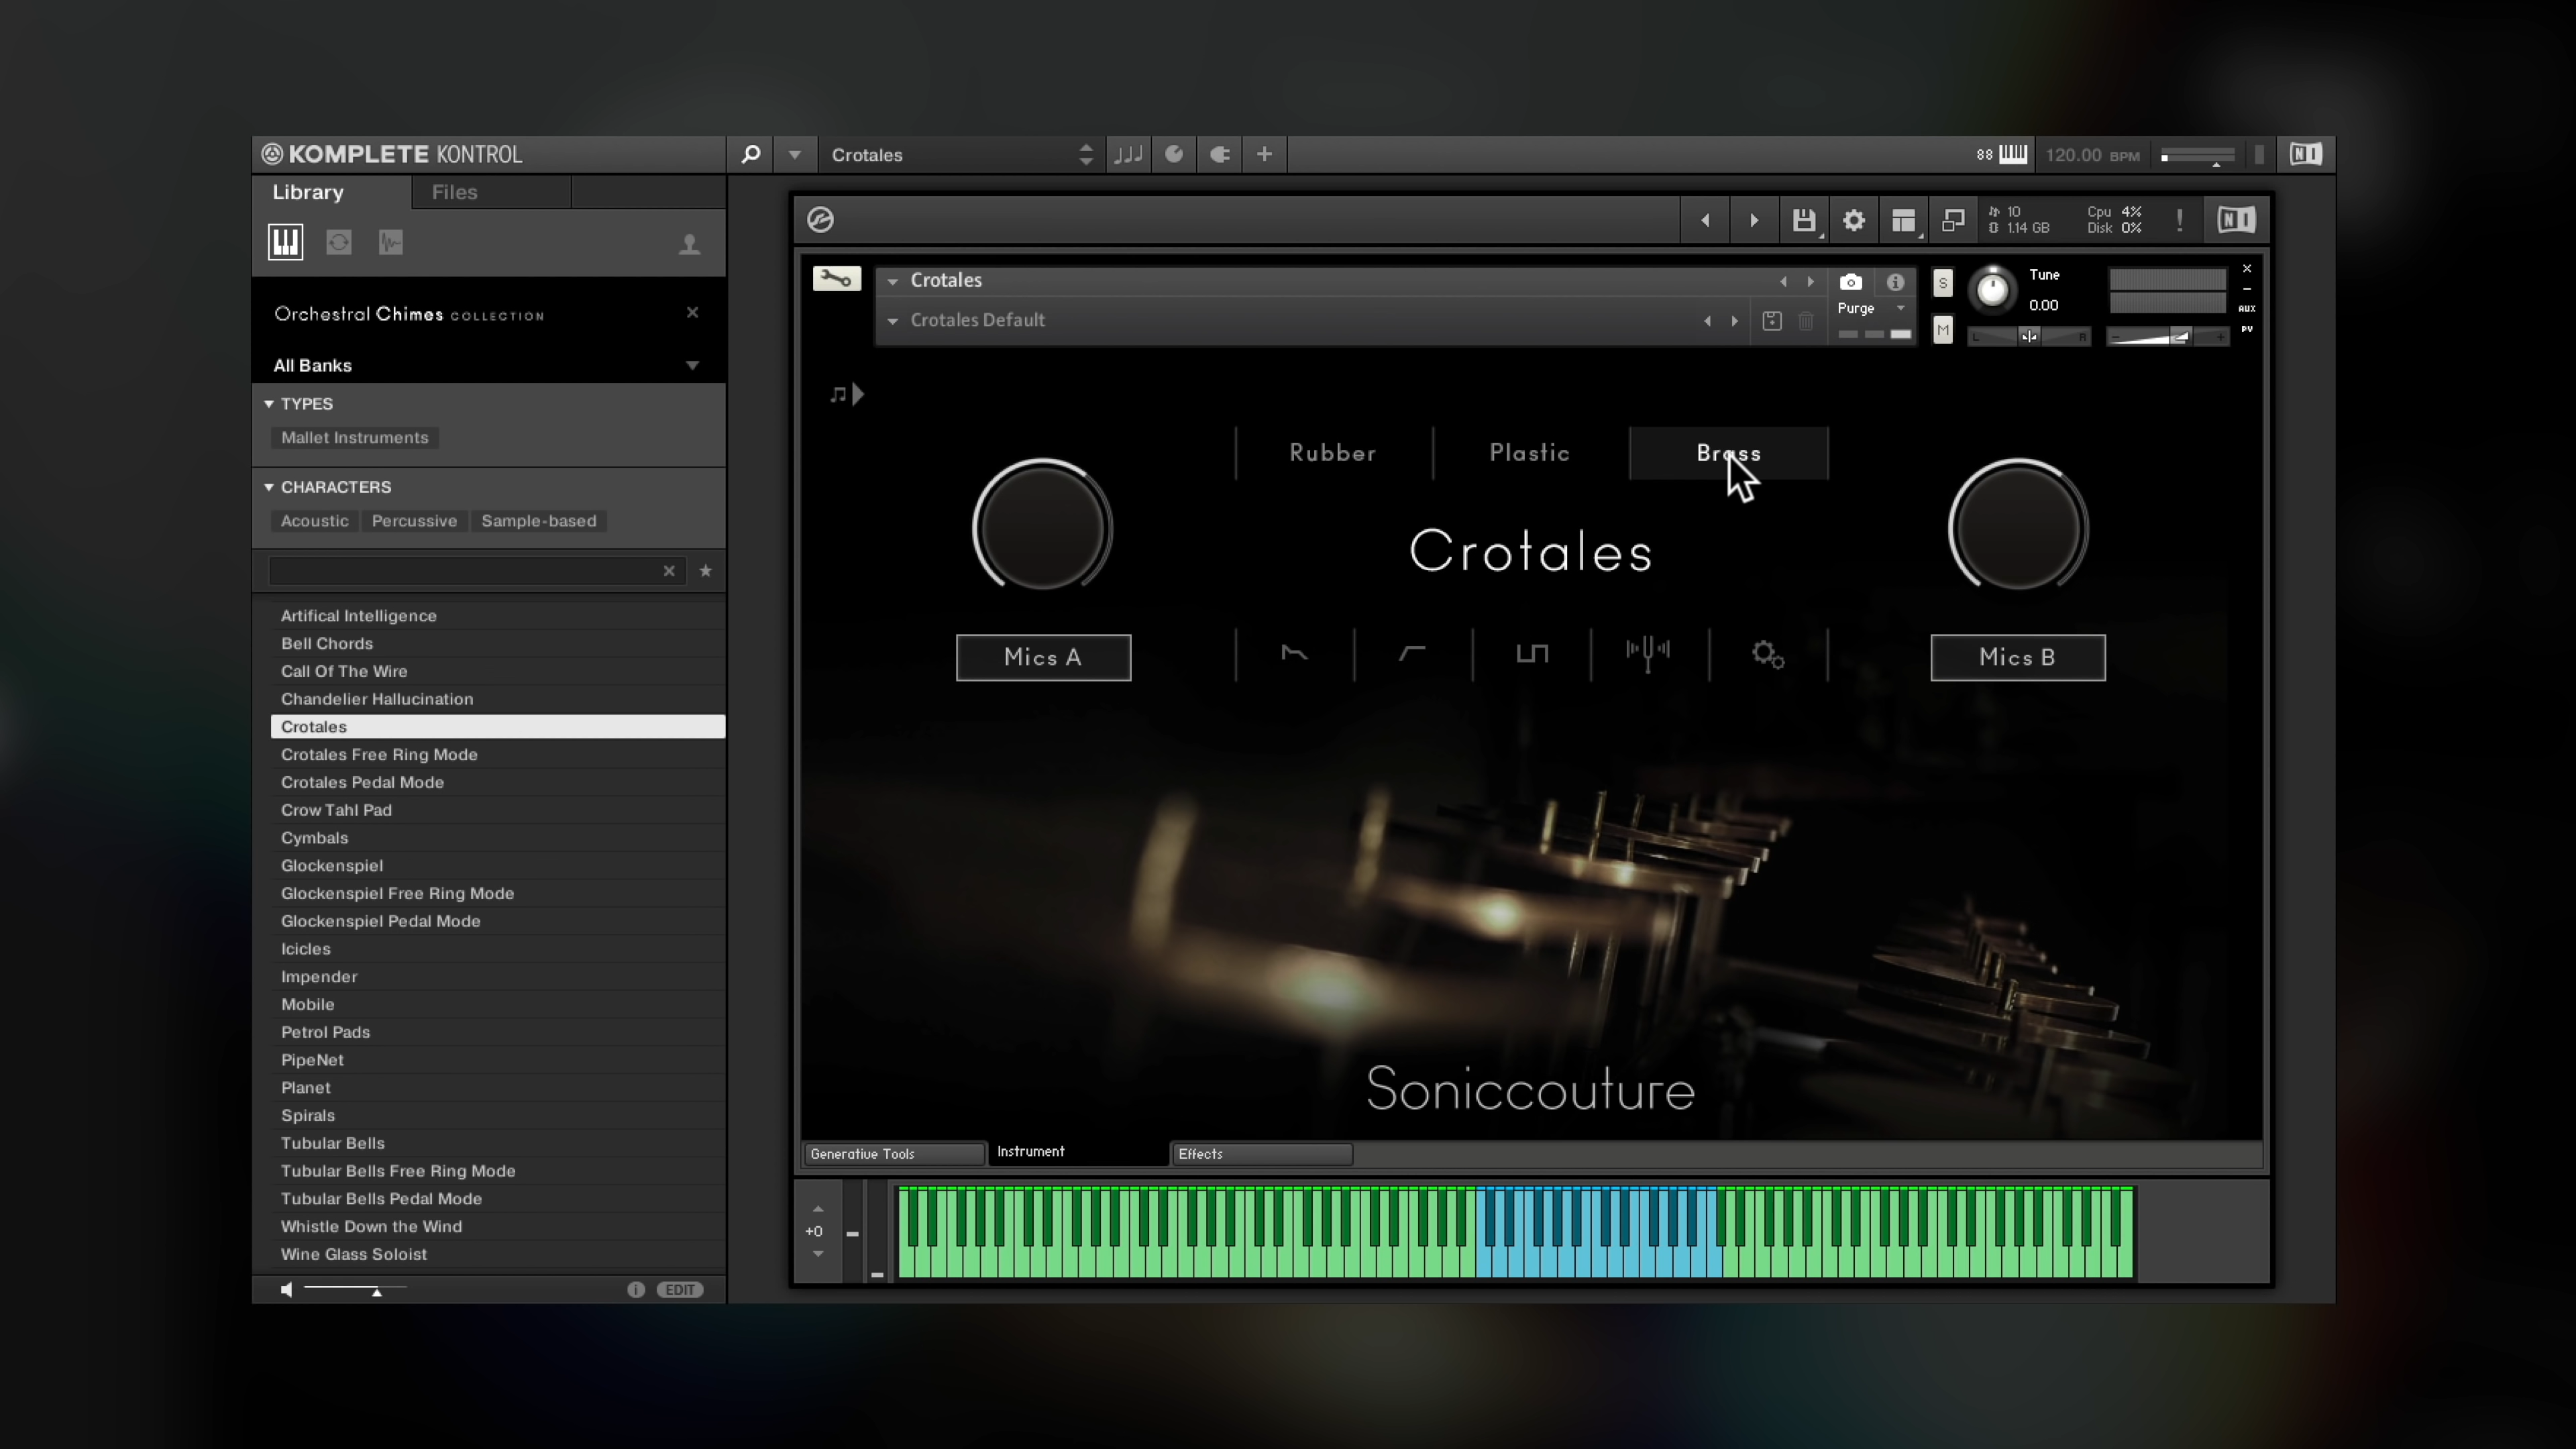 KOMPLETE KONTROL
Crotales
88
120.00 BPM
Library
Files
Orchestral Chimes COLLECTION
All Banks
TYPES
Mallet Instruments
CHARACTERS
Acoustic
Percussive
Sample-based
Artifical Intelligence
Bell Chords
Call Of The Wire
Chandelier Hallucination
Crotales
Crotales Free Ring Mode
Crotales Pedal Mode
Crow Tahl Pad
Cymbals
Glockenspiel
Glockenspiel Free Ring Mode
Glockenspiel Pedal Mode
Icicles
Impender
Mobile
Petrol Pads
PipeNet
Planet
Spirals
Tubular Bells
Tubular Bells Free Ring Mode
Tubular Bells Pedal Mode
Whistle Down the Wind
Wine Glass Soloist
EDIT
10
1.14 GB
Cpu 4%
Disk 0%
NI
Crotales
Crotales Default
Purge
S
M
Tune
0.00
L
R
AUX
PV
Rubber
Plastic
Brass
Crotales
Mics A
Mics B
Soniccouture
Generative Tools
Instrument
Effects
+0